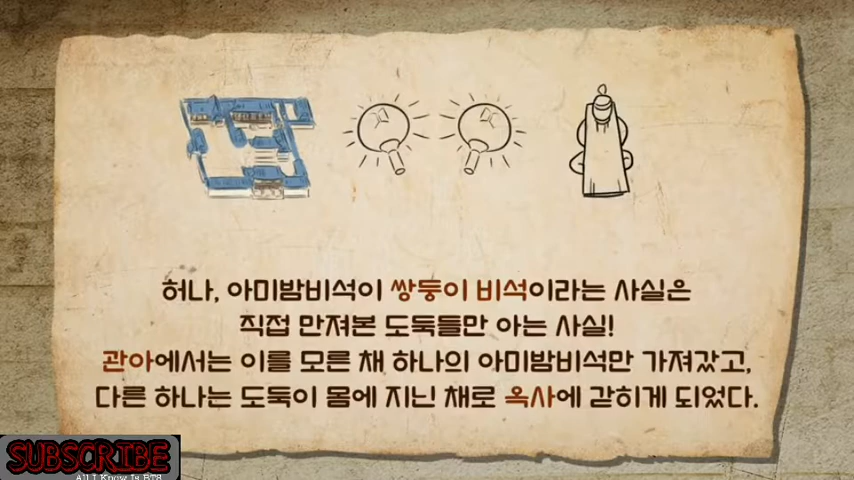 허나, 아미밤비석이 쌍둥이 비석이라는 사실은
직접 만져본 도둑들만 아는 사실!
관아에서는 이를 모른 채 하나의 아미밤비석만 가져갔고,
다른 하나는 도둑이 몸에 지닌 채로 옥사에 갇히게 되었다.
SUBSCRIBE
All I Know Is BTS